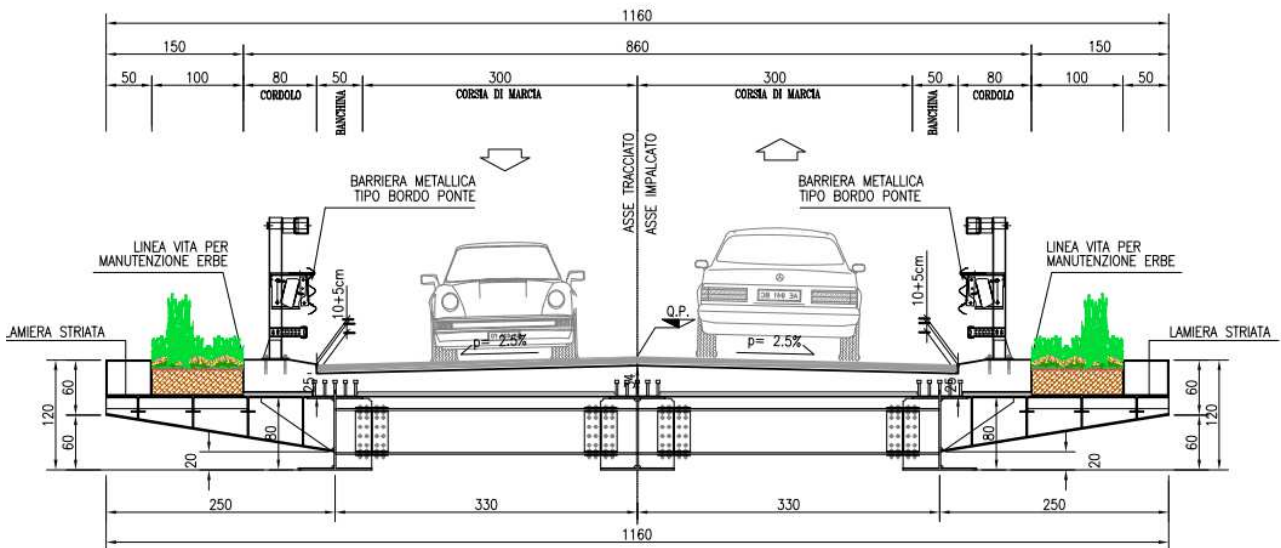 1160
150
860
150
50
100
80
50
300
300
50
80
100
50
CORDOLO
BANCHINA
CORSIA DI MARCIA
CORSIA DI MARCIA
BANCHINA
CORDOLO
ASSE TRACCIATO
ASSE IMPALCATO
BARRIERA METALLICA
TIPO BORDO PONTE
BARRIERA METALLICA
TIPO BORDO PONTE
LINEA VITA PER
MANUTENZIONE ERBE
LINEA VITA PER
MANUTENZIONE ERBE
10+5cm
10+5cm
Q.P.
AMIERA STRIATA
LAMIERA STRIATA
p= 2.5%
p= 2.5%
25
34
120
60
60
20
80
80
20
60
60
120
250
330
330
250
1160